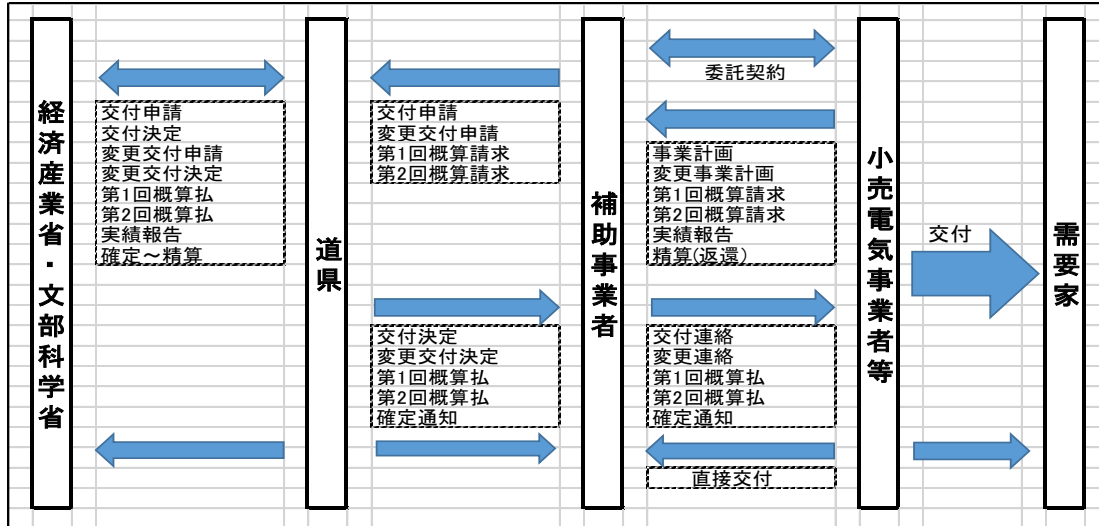 経済産業省・文部科学省
交付申請
交付決定
変更交付申請
変更交付決定
第1回概算払
第2回概算払
実績報告
確定～精算
道県
交付申請
変更交付申請
第1回概算請求
第2回概算請求
交付決定
変更交付決定
第1回概算払
第2回概算払
確定通知
補助事業者
委託契約
事業計画
変更事業計画
第1回概算請求
第2回概算請求
実績報告
精算(返還)
交付連絡
変更連絡
第1回概算払
第2回概算払
確定通知
直接交付
小売電気事業者等
交付
需要家